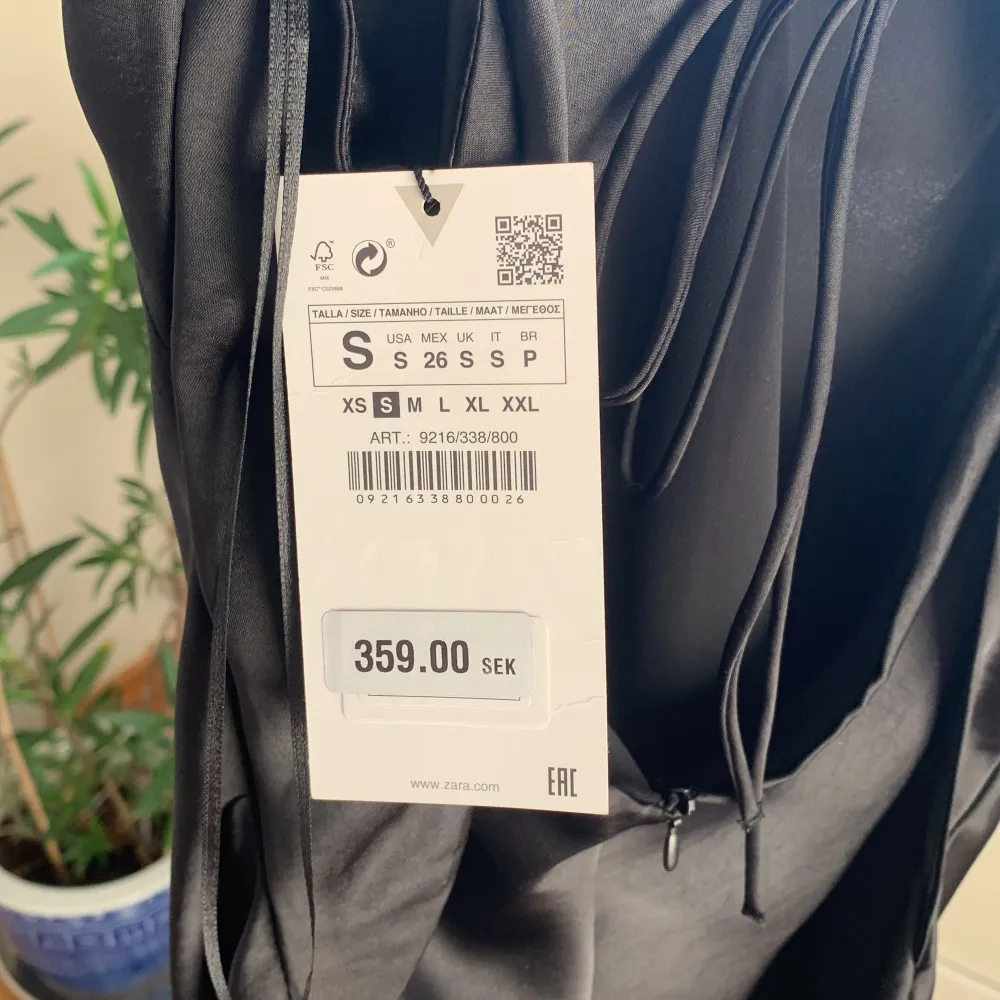 FSC
MIX
®
TALLA / SIZE / TAMANHO / TAILLE / MAAT / ΜΕΓΕΘΟΣ
S USA MEX UK IT BR
S 26 S S P
XS S M L XL XXL
ART.: 9216/338/800
09216338800026
359.00 SEK
www.zara.com
EAC